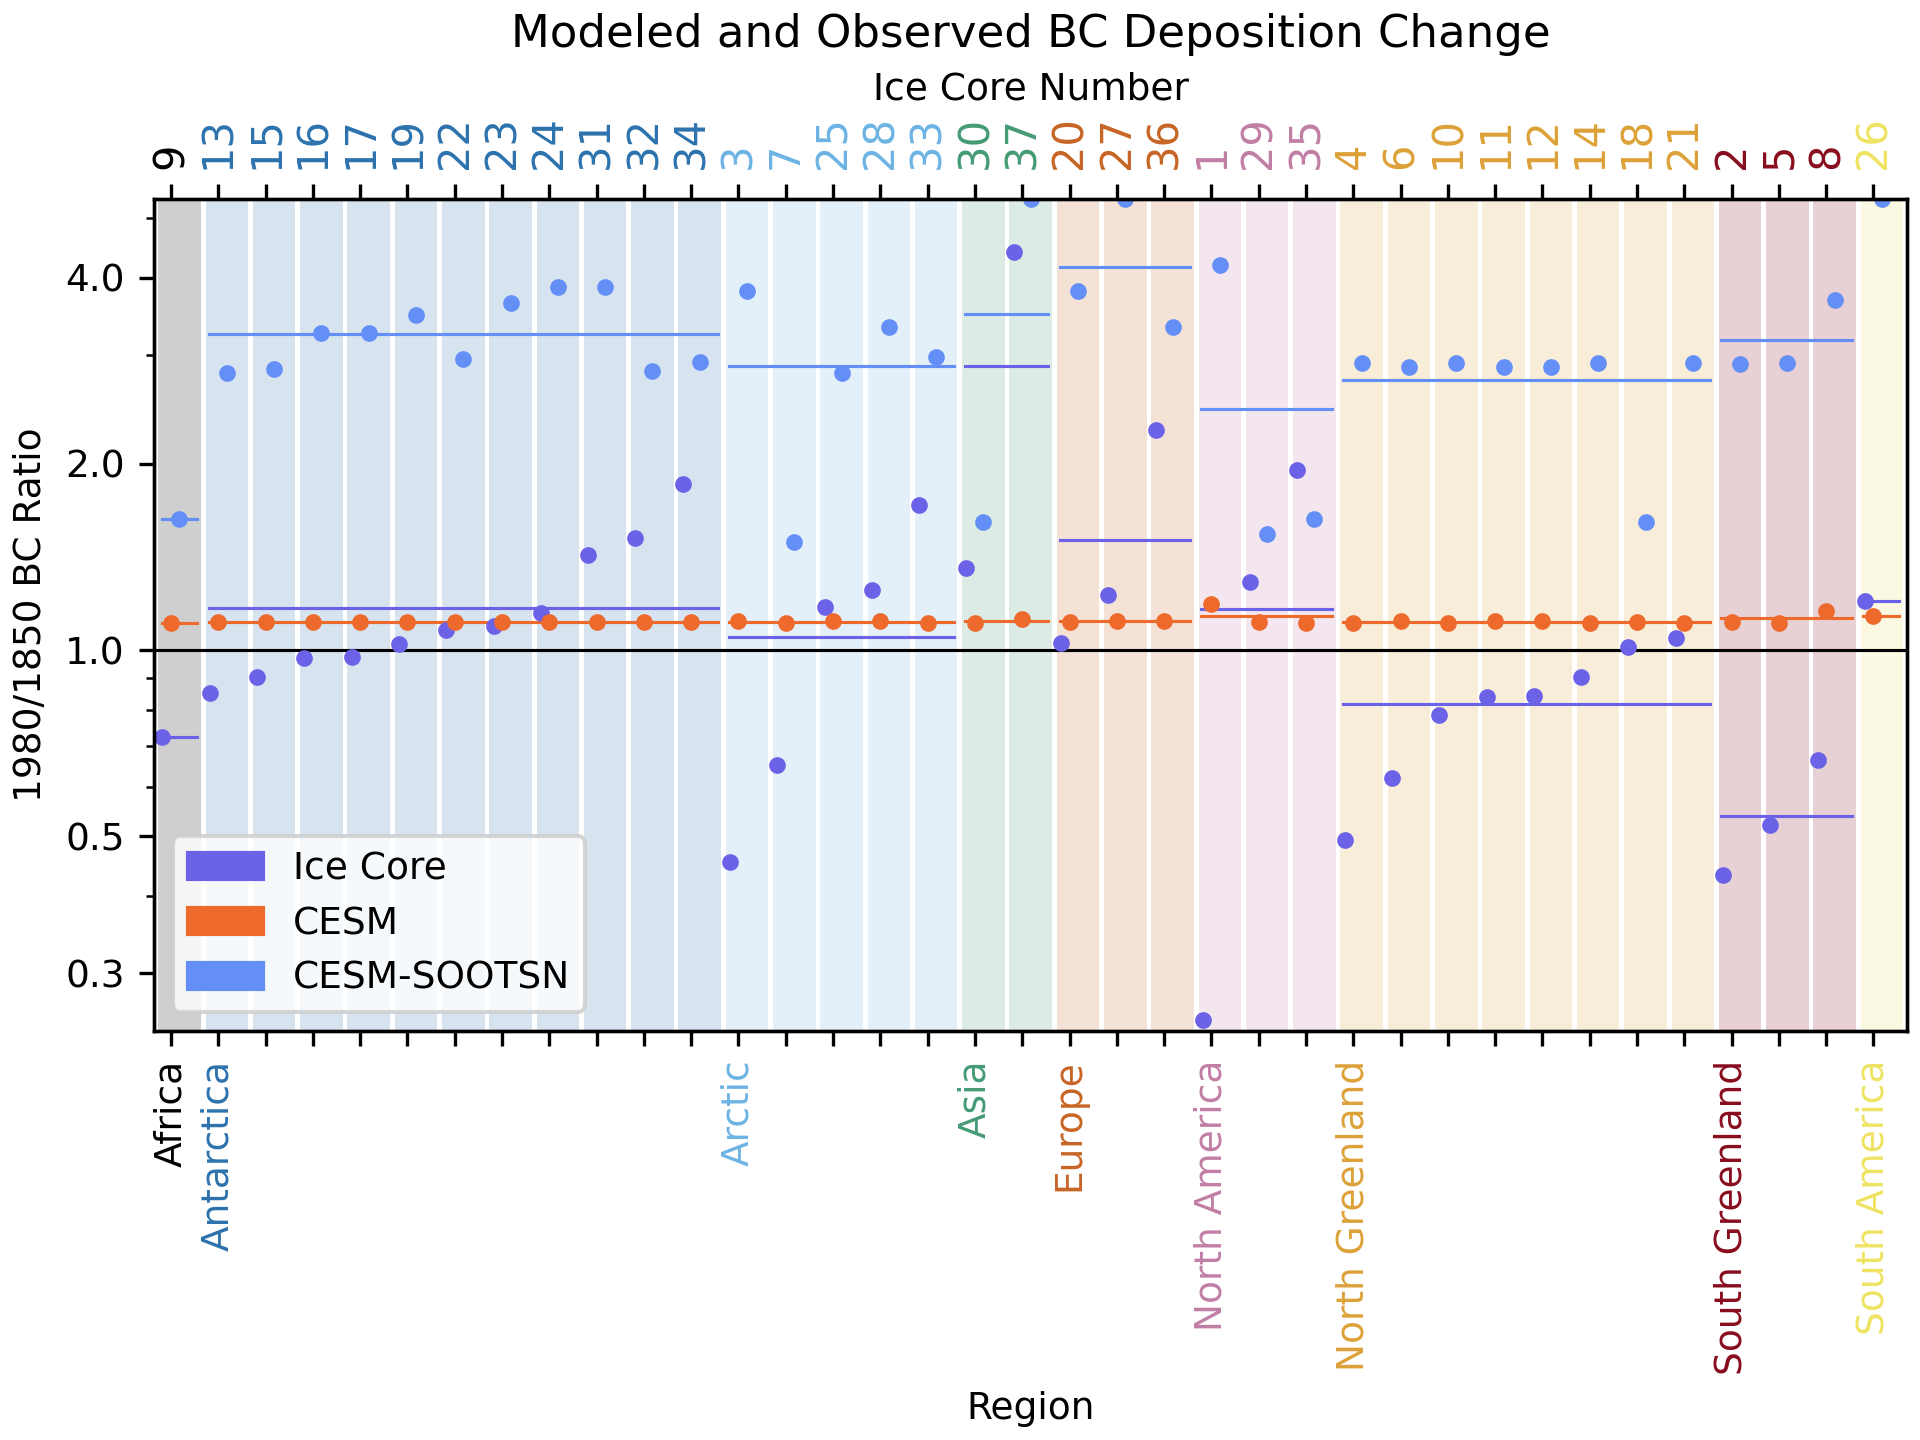 Modeled and Observed BC Deposition Change
Ice Core Number
9 13 15 16 17 19 22 23 24 31 32 34 3 7 25 28 33 30 37 20 27 36 1 29 35 4 6 10 11 12 14 18 21 2 5 8 26
1980/1850 BC Ratio
4.0
2.0
1.0
0.5
0.3
Ice Core
CESM
CESM-SOOTSN
Africa Antarctica Arctic Asia Europe North America North Greenland South Greenland South America
Region